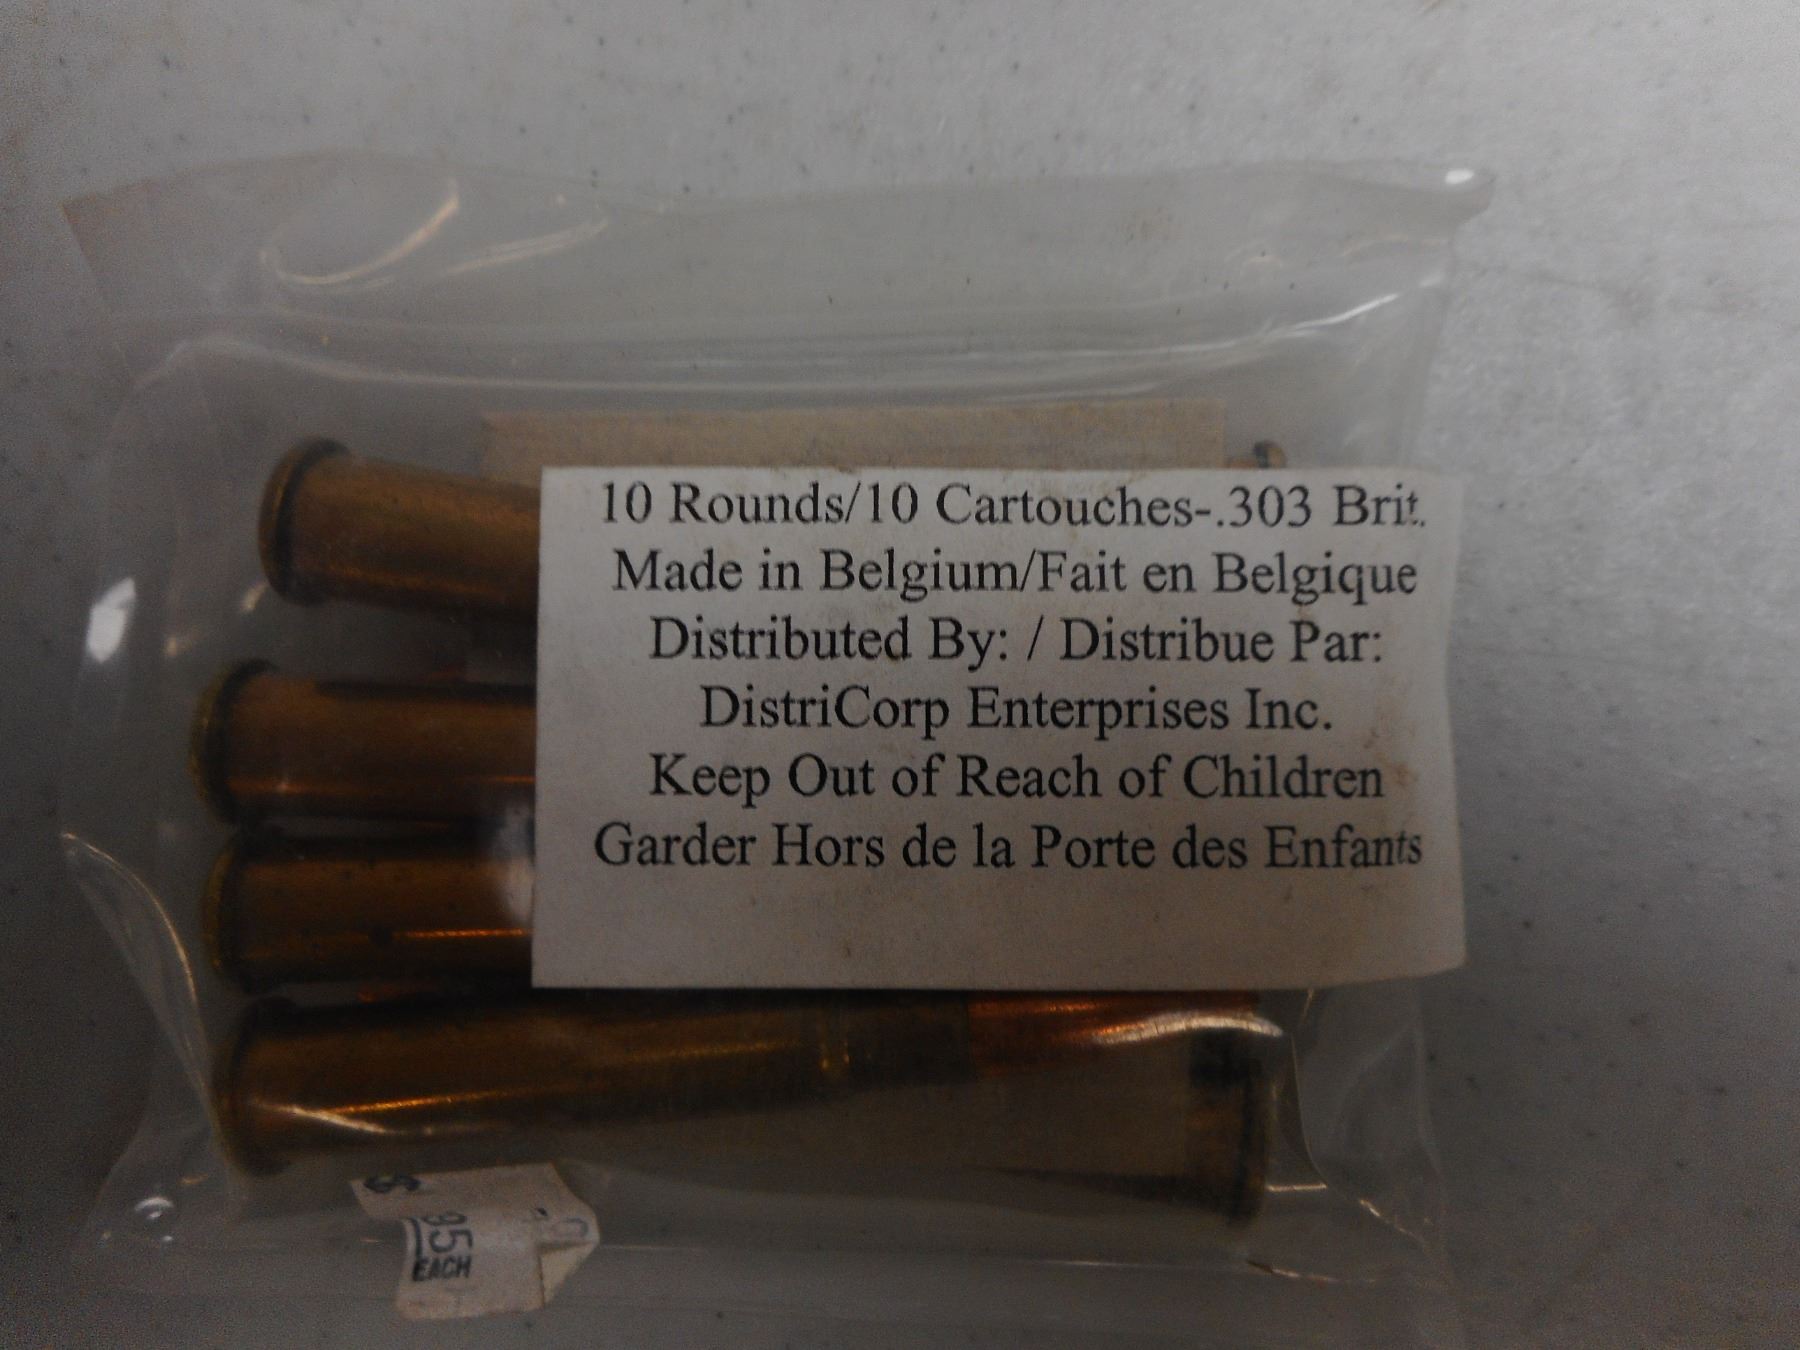 10 Rounds/10 Cartouches-.303 Brit.
Made in Belgium/Fait en Belgique
Distributed By: / Distribue Par:
DistriCorp Enterprises Inc.
Keep Out of Reach of Children
Garder Hors de la Porte des Enfants
35
EACH